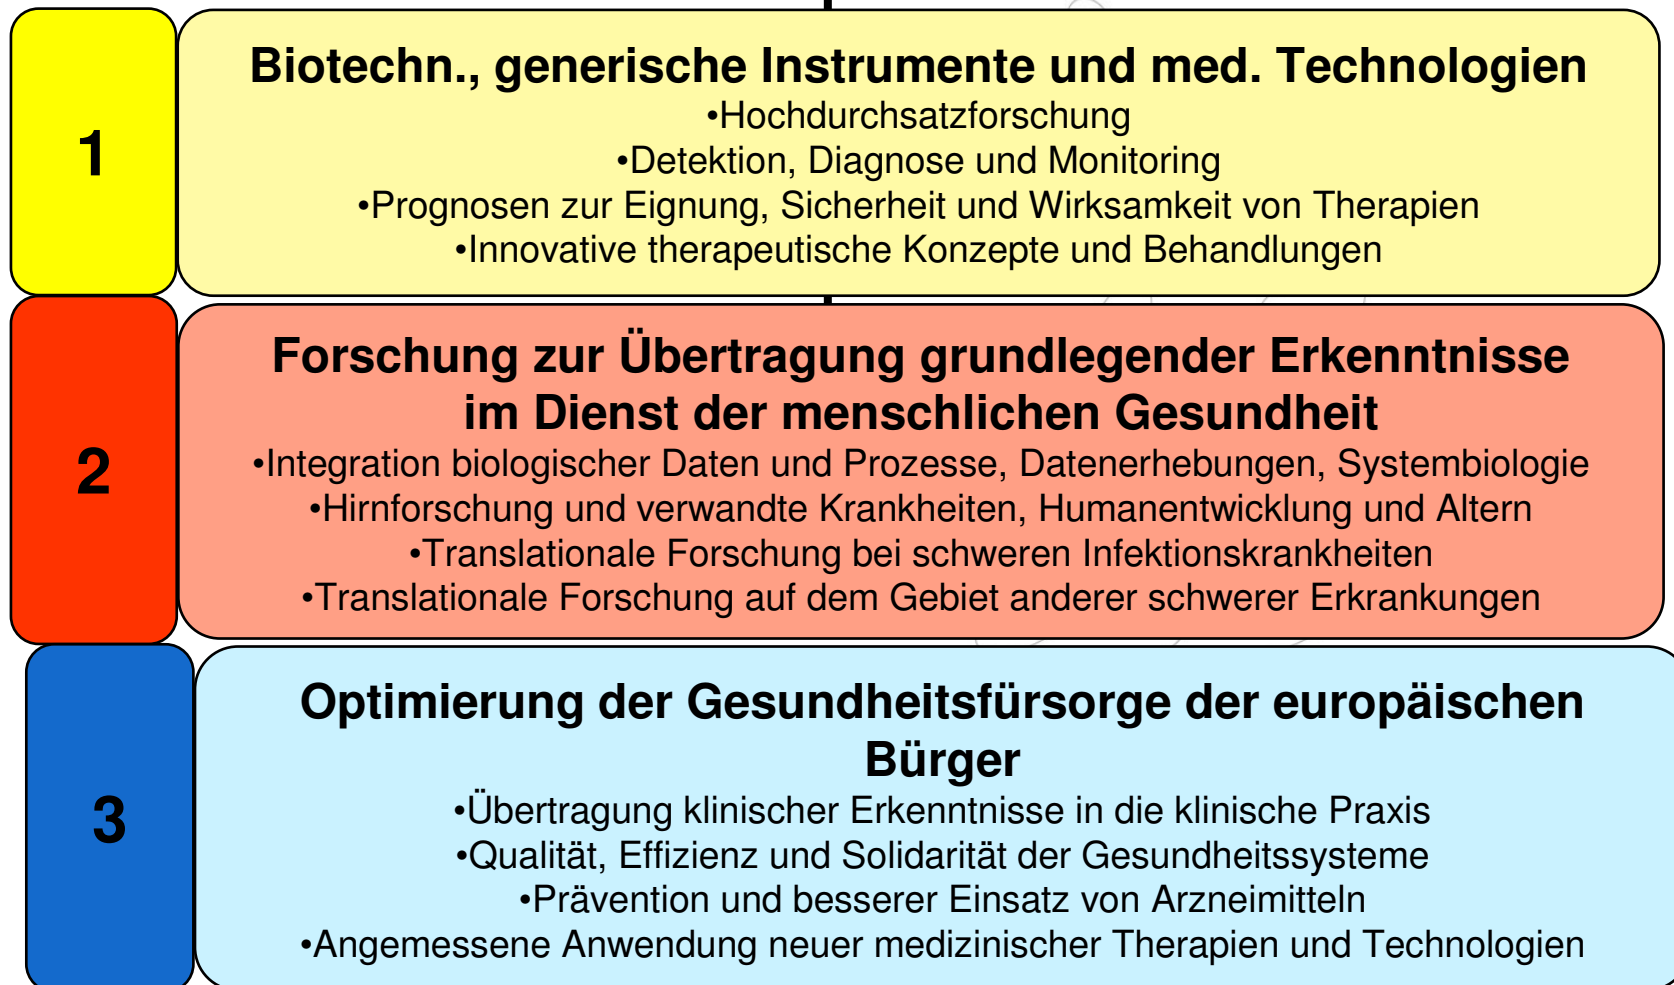 1
Biotechn., generische Instrumente und med. Technologien
•Hochdurchsatzforschung
•Detektion, Diagnose und Monitoring
•Prognosen zur Eignung, Sicherheit und Wirksamkeit von Therapien
•Innovative therapeutische Konzepte und Behandlungen
2
Forschung zur Übertragung grundlegender Erkenntnisse
im Dienst der menschlichen Gesundheit
•Integration biologischer Daten und Prozesse, Datenerhebungen, Systembiologie
•Hirnforschung und verwandte Krankheiten, Humanentwicklung und Altern
•Translationale Forschung bei schweren Infektionskrankheiten
•Translationale Forschung auf dem Gebiet anderer schwerer Erkrankungen
3
Optimierung der Gesundheitsfürsorge der europäischen
Bürger
•Übertragung klinischer Erkenntnisse in die klinische Praxis
•Qualität, Effizienz und Solidarität der Gesundheitssysteme
•Prävention und besserer Einsatz von Arzneimitteln
•Angemessene Anwendung neuer medizinischer Therapien und Technologien